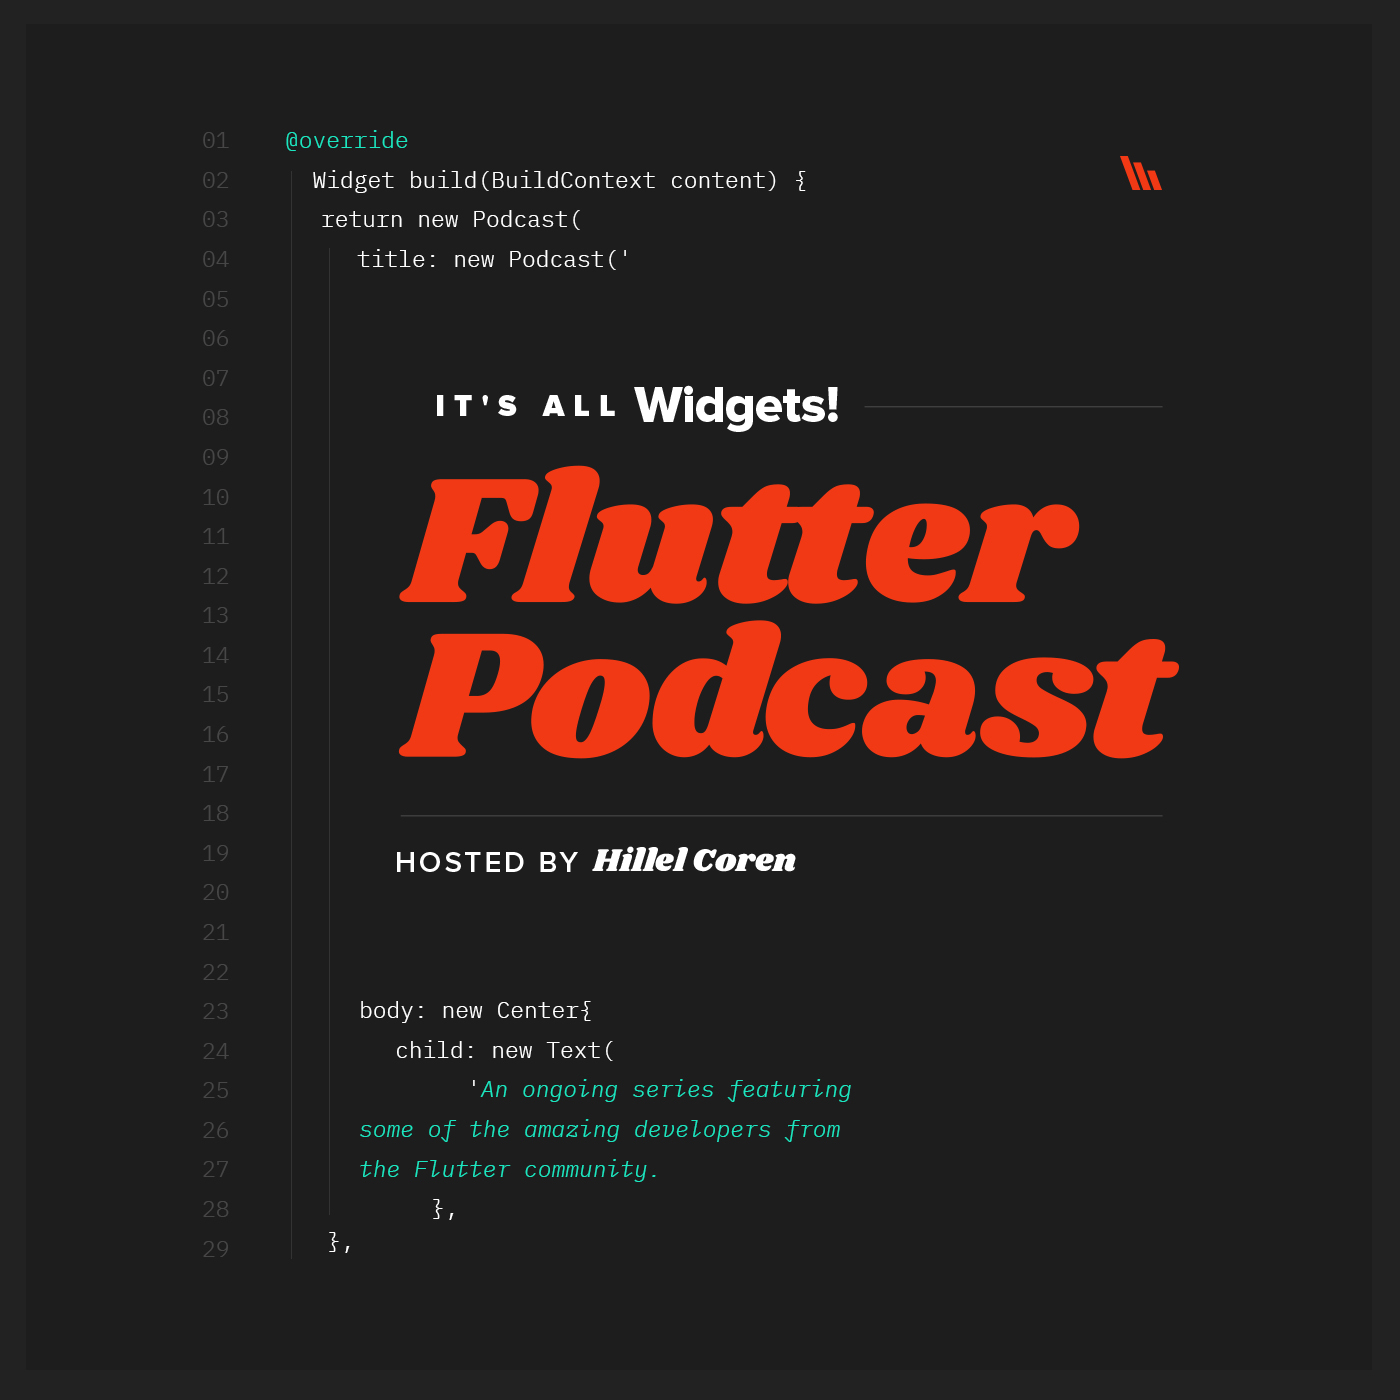 01 @override
02 Widget build(BuildContext content) {
03 return new Podcast(
04 title: new Podcast('
05
06
07
08 IT'S ALL Widgets!
09
10
11 Flutter
12
13
14
15 Podcast
16
17
18
19 HOSTED BY Hillel Coren
20
21
22
23 body: new Center{
24 child: new Text(
25 'An ongoing series featuring
26 some of the amazing developers from
27 the Flutter community.
28 },
29 },